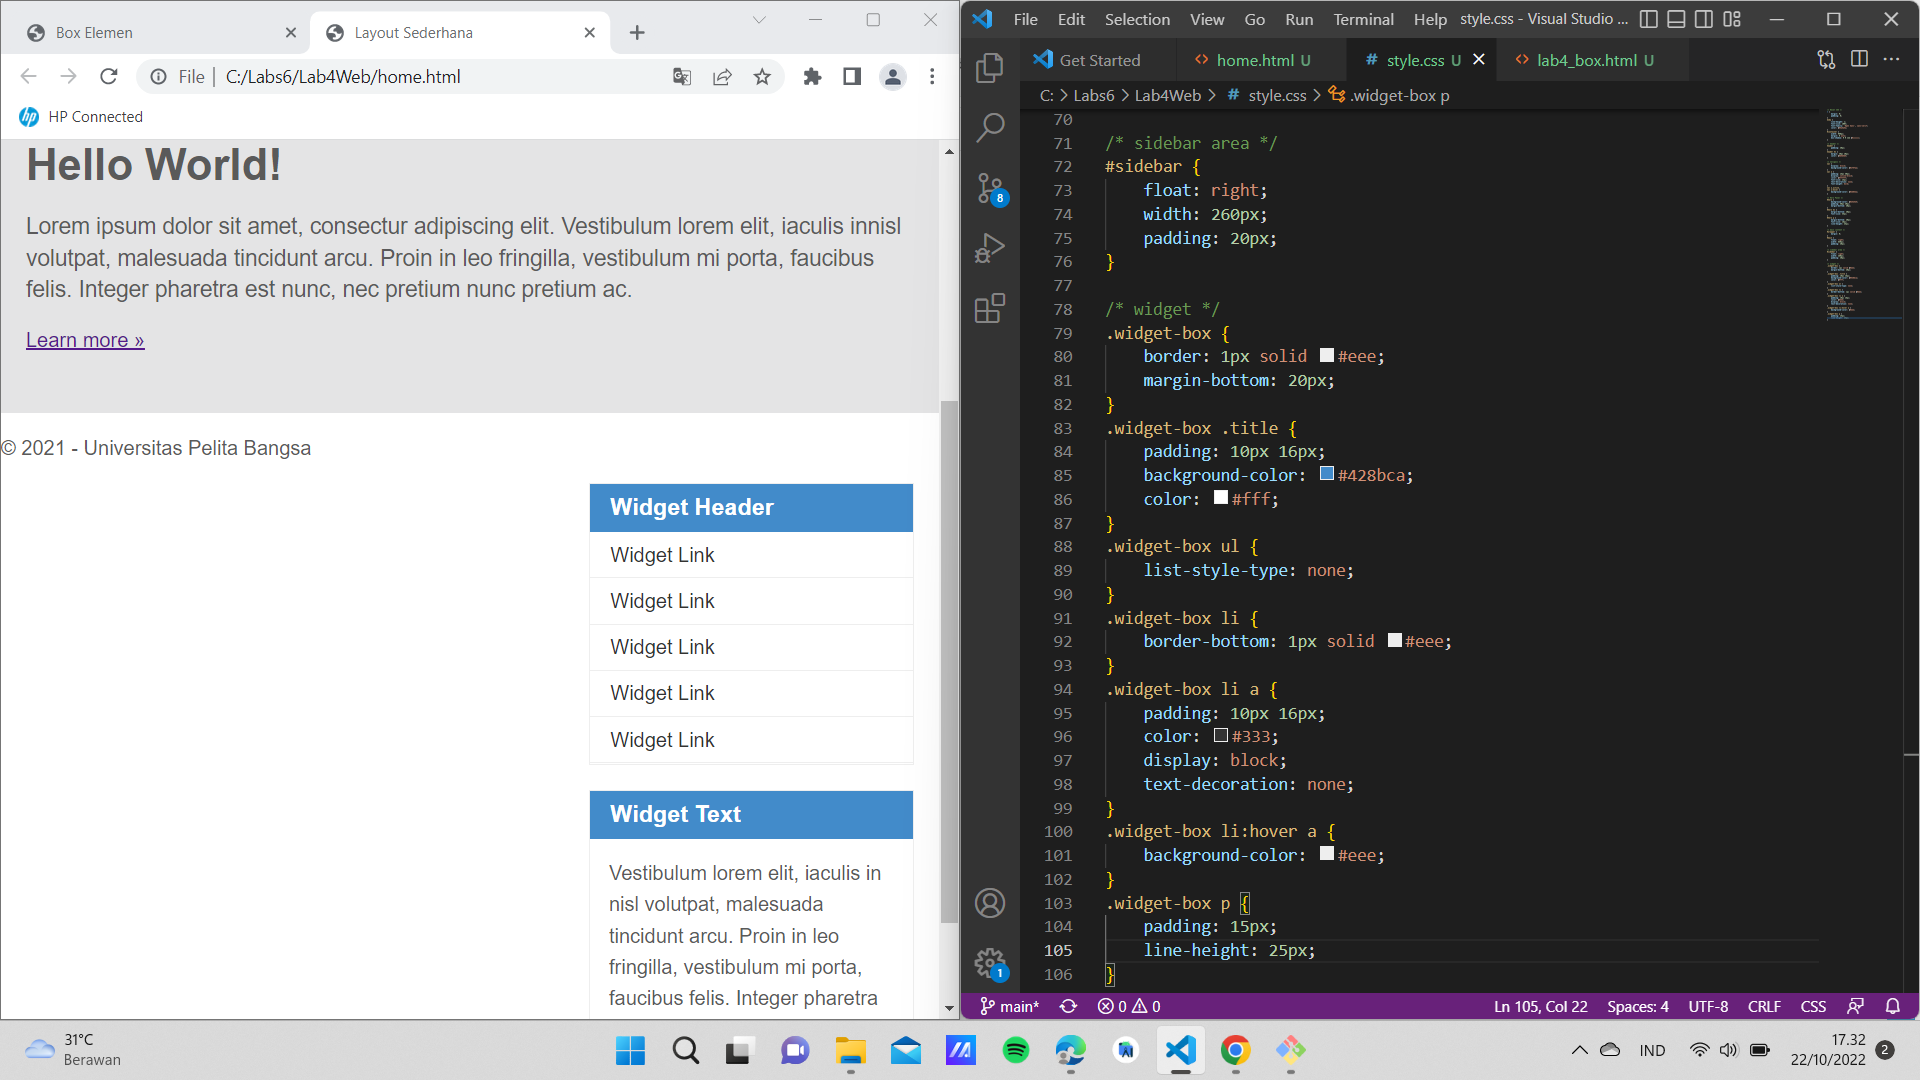 Box Elemen
Layout Sederhana
File
C:/Labs6/Lab4Web/home.html
HP Connected
Hello World!
Lorem ipsum dolor sit amet, consectur adipiscing elit. Vestibulum lorem elit, iaculis innisl
volutpat, malesuada tincidunt arcu. Proin in leo fringilla, vestibulum mi porta, faucibus
felis. Integer pharetra est nunc, nec pretium nunc pretium ac.
Learn more »
© 2021 - Universitas Pelita Bangsa
Widget Header
Widget Link
Widget Link
Widget Link
Widget Link
Widget Link
Widget Text
Vestibulum lorem elit, iaculis in
nisl volutpat, malesuada
tincidunt arcu. Proin in leo
fringilla, vestibulum mi porta,
faucibus felis. Integer pharetra
File Edit Selection View Go Run Terminal Help style.css - Visual Studio ...
Get Started
home.html U
# style.css U
lab4_box.html U
C: > Labs6 > Lab4Web > # style.css > .widget-box p
70
71 /* sidebar area */
72 #sidebar {
73 float: right;
74 width: 260px;
75 padding: 20px;
76 }
77
78 /* widget */
79 .widget-box {
80 border: 1px solid #eee;
81 margin-bottom: 20px;
82 }
83 .widget-box .title {
84 padding: 10px 16px;
85 background-color: #428bca;
86 color: #fff;
87 }
88 .widget-box ul {
89 list-style-type: none;
90 }
91 .widget-box li {
92 border-bottom: 1px solid #eee;
93 }
94 .widget-box li a {
95 padding: 10px 16px;
96 color: #333;
97 display: block;
98 text-decoration: none;
99 }
100 .widget-box li:hover a {
101 background-color: #eee;
102 }
103 .widget-box p {
104 padding: 15px;
105 line-height: 25px;
106 }
8
1
main* 0 0
Ln 105, Col 22 Spaces: 4 UTF-8 CRLF CSS
31°C
Berawan
IND
17.32
22/10/2022
2